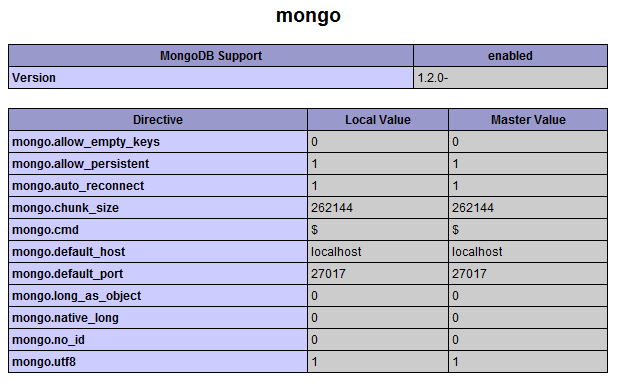 mongo
MongoDB Support enabled
Version 1.2.0-
Directive Local Value Master Value
mongo.allow_empty_keys 0 0
mongo.allow_persistent 1 1
mongo.auto_reconnect 1 1
mongo.chunk_size 262144 262144
mongo.cmd $ $
mongo.default_host localhost localhost
mongo.default_port 27017 27017
mongo.long_as_object 0 0
mongo.native_long 0 0
mongo.no_id 0 0
mongo.utf8 1 1